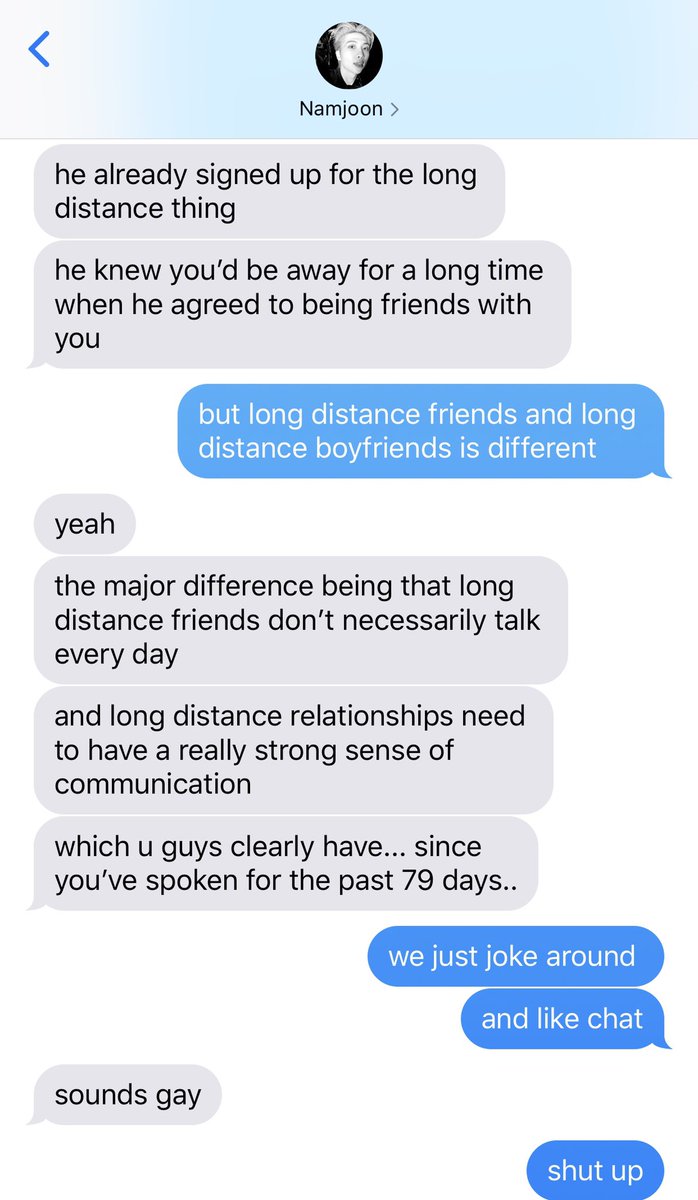 Namjoon
he already signed up for the long
distance thing
he knew you’d be away for a long time
when he agreed to being friends with
you
but long distance friends and long
distance boyfriends is different
yeah
the major difference being that long
distance friends don’t necessarily talk
every day
and long distance relationships need
to have a really strong sense of
communication
which u guys clearly have... since
you’ve spoken for the past 79 days..
we just joke around
and like chat
sounds gay
shut up